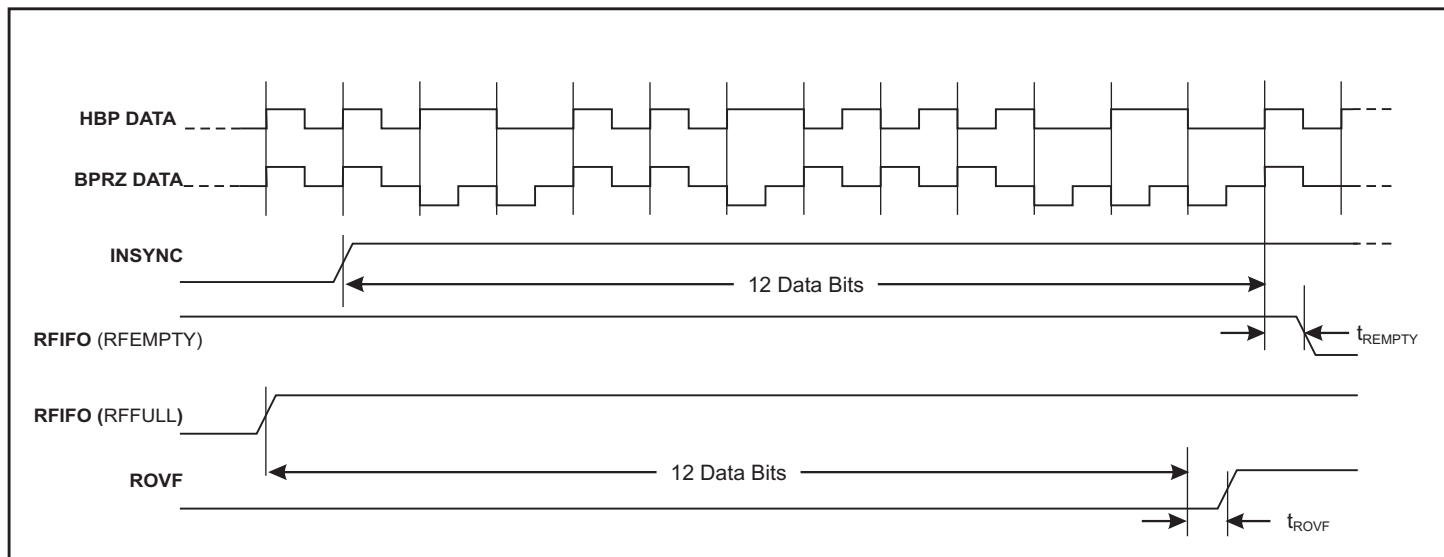 HBP DATA
BPRZ DATA
INSYNC
12 Data Bits
RFIFO (RFEMPTY)
tREMPTY
RFIFO (RFFULL)
12 Data Bits
ROVF
tROVF